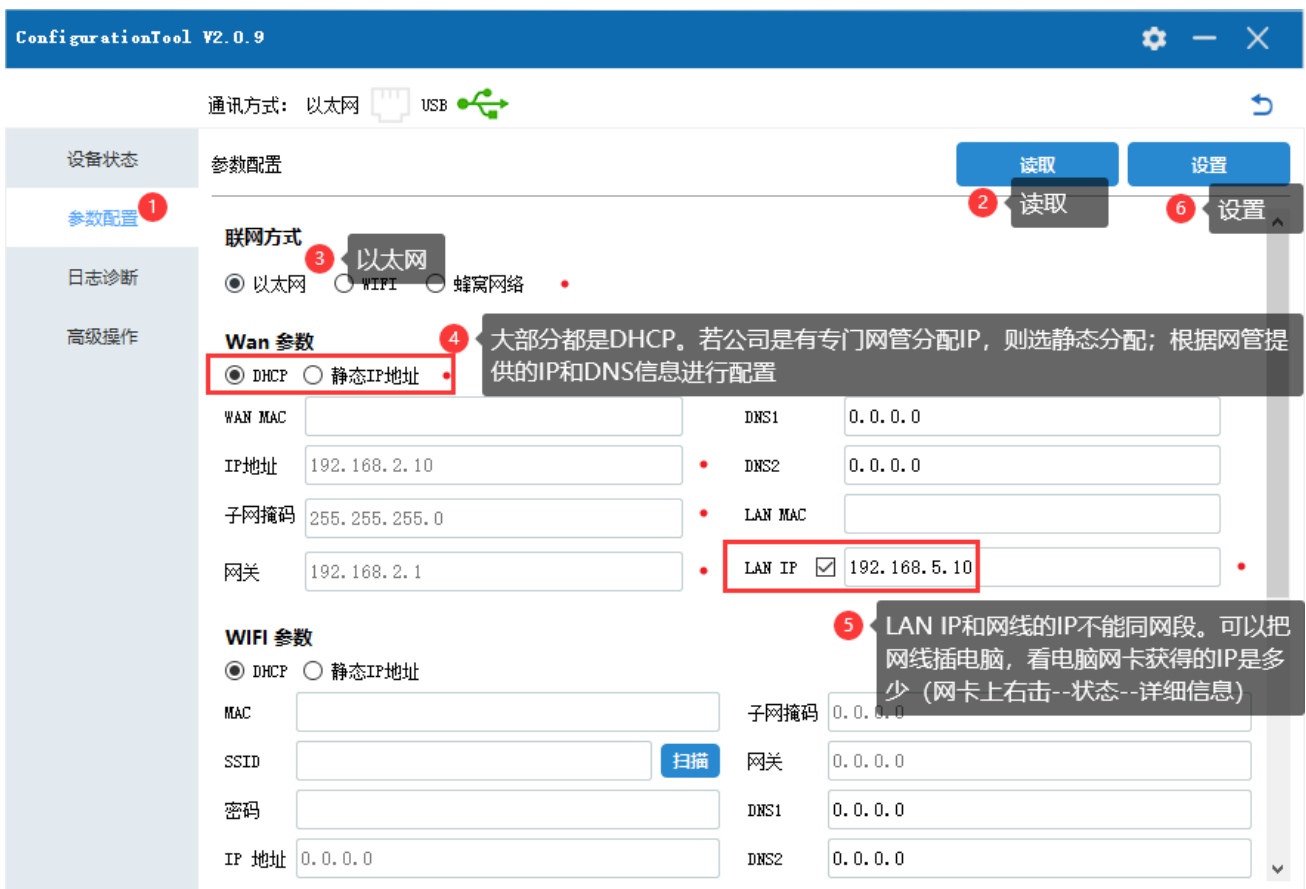 ConfigurationTool V2.0.9
通讯方式： 以太网 USB
设备状态
参数配置
读取
设置
参数配置
1
2
读取
6
设置
联网方式
3
以太网
日志诊断
以太网 WIFI 蜂窝网络
高级操作
Wan 参数
4
大部分都是DHCP。若公司是有专门网管分配IP，则选静态分配；根据网管提
供的IP和DNS信息进行配置
DHCP 静态IP地址
WAN MAC
DNS1 0.0.0.0
IP地址 192.168.2.10
DNS2 0.0.0.0
子网掩码 255.255.255.0
LAN MAC
网关 192.168.2.1
LAN IP 192.168.5.10
5
LAN IP和网线的IP不能同网段。可以把
网线插电脑，看电脑网卡获得的IP是多
少（网卡上右击--状态--详细信息）
WIFI 参数
DHCP 静态IP地址
MAC
子网掩码 0.0.0.0
SSID
扫描
网关 0.0.0.0
密码
DNS1 0.0.0.0
IP 地址 0.0.0.0
DNS2 0.0.0.0